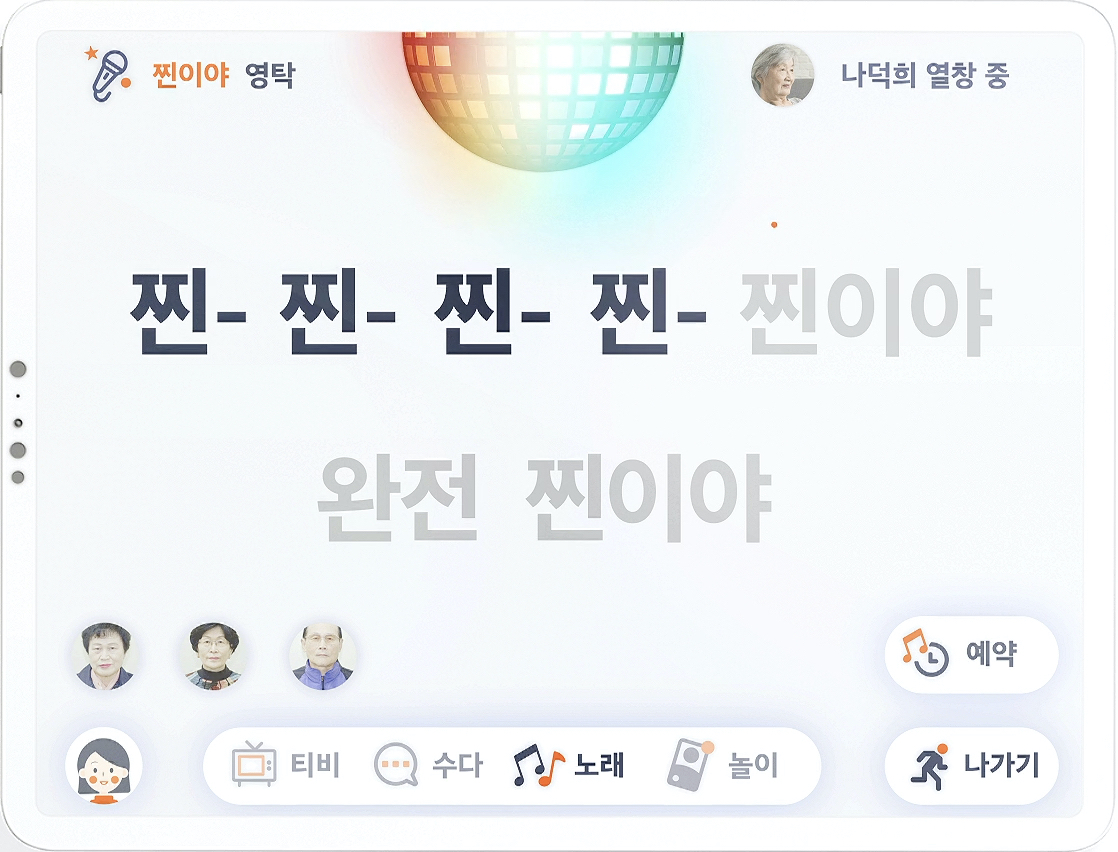 찐이야 영탁
나덕희 열창 중
찐- 찐- 찐- 찐- 찐이야
완전 찐이야
예약
티비 수다 노래 놀이
나가기